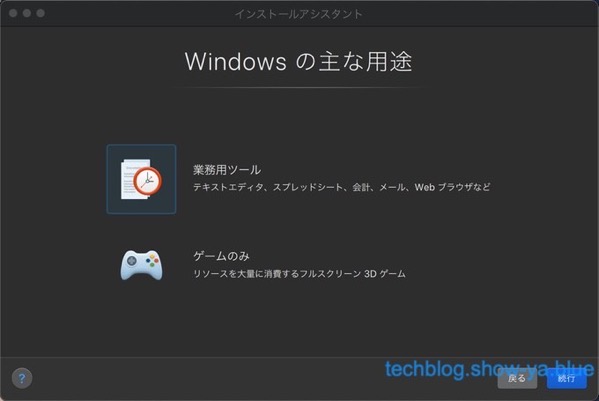 インストールアシスタント
Windows の主な用途
業務用ツール
テキストエディタ、スプレッドシート、会計、メール、Web ブラウザなど
ゲームのみ
リソースを大量に消費するフルスクリーン 3D ゲーム
techblog.show-ya.blue
?
戻る
続行